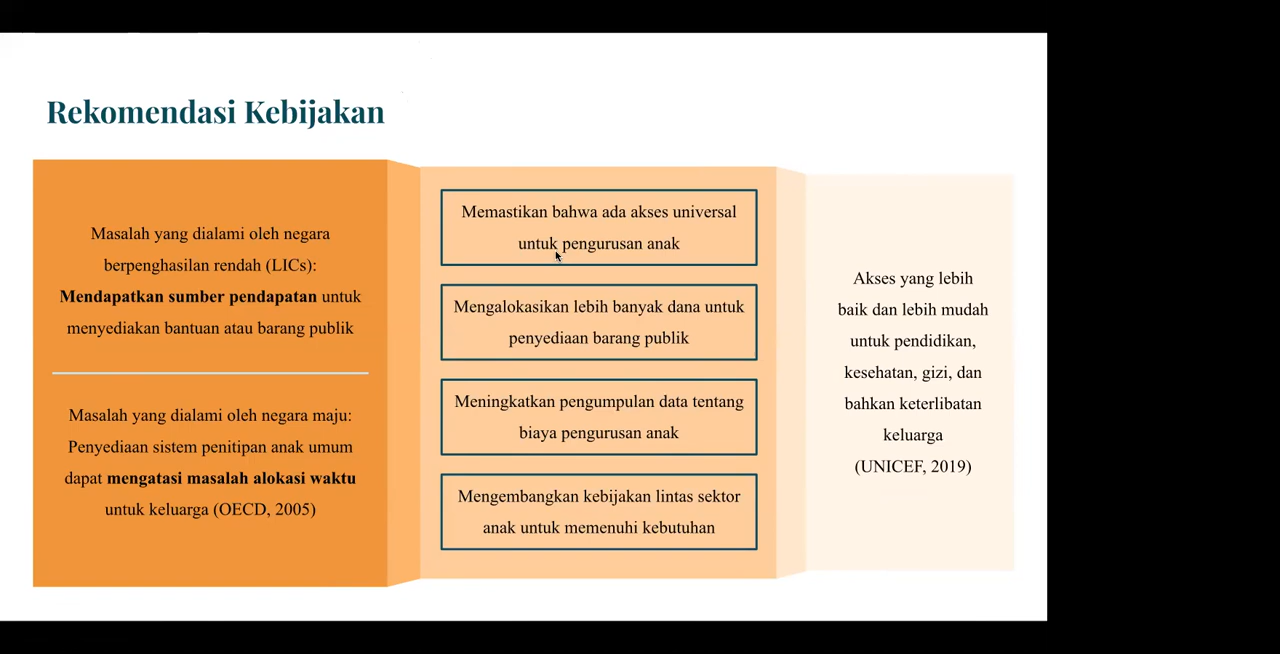 Rekomendasi Kebijakan
Masalah yang dialami oleh negara
berpenghasilan rendah (LICs):
Mendapatkan sumber pendapatan untuk
menyediakan bantuan atau barang publik
Masalah yang dialami oleh negara maju:
Penyediaan sistem penitipan anak umum
dapat mengatasi masalah alokasi waktu
untuk keluarga (OECD, 2005)
Memastikan bahwa ada akses universal
untuk pengurusan anak
Mengalokasikan lebih banyak dana untuk
penyediaan barang publik
Meningkatkan pengumpulan data tentang
biaya pengurusan anak
Mengembangkan kebijakan lintas sektor
anak untuk memenuhi kebutuhan
Akses yang lebih
baik dan lebih mudah
untuk pendidikan,
kesehatan, gizi, dan
bahkan keterlibatan
keluarga
(UNICEF, 2019)